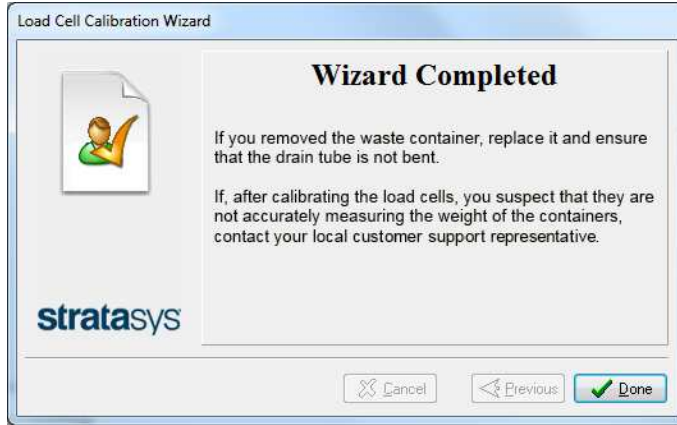 Load Cell Calibration Wizard
Wizard Completed
If you removed the waste container, replace it and ensure
that the drain tube is not bent.
If, after calibrating the load cells, you suspect that they are
not accurately measuring the weight of the containers,
contact your local customer support representative.
stratasys
Cancel
Previous
Done